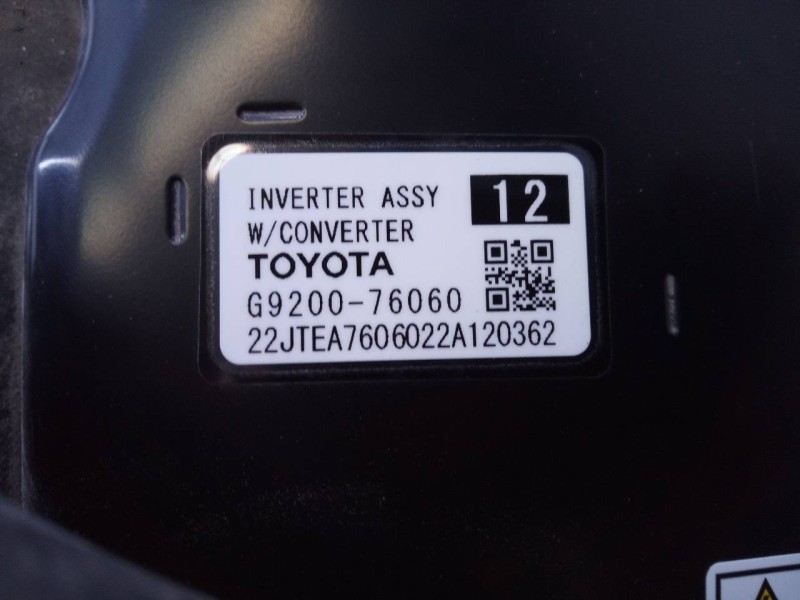 INVERTER ASSY
12
W/CONVERTER
TOYOTA
G9200-76060
22JTEA7606022A120362